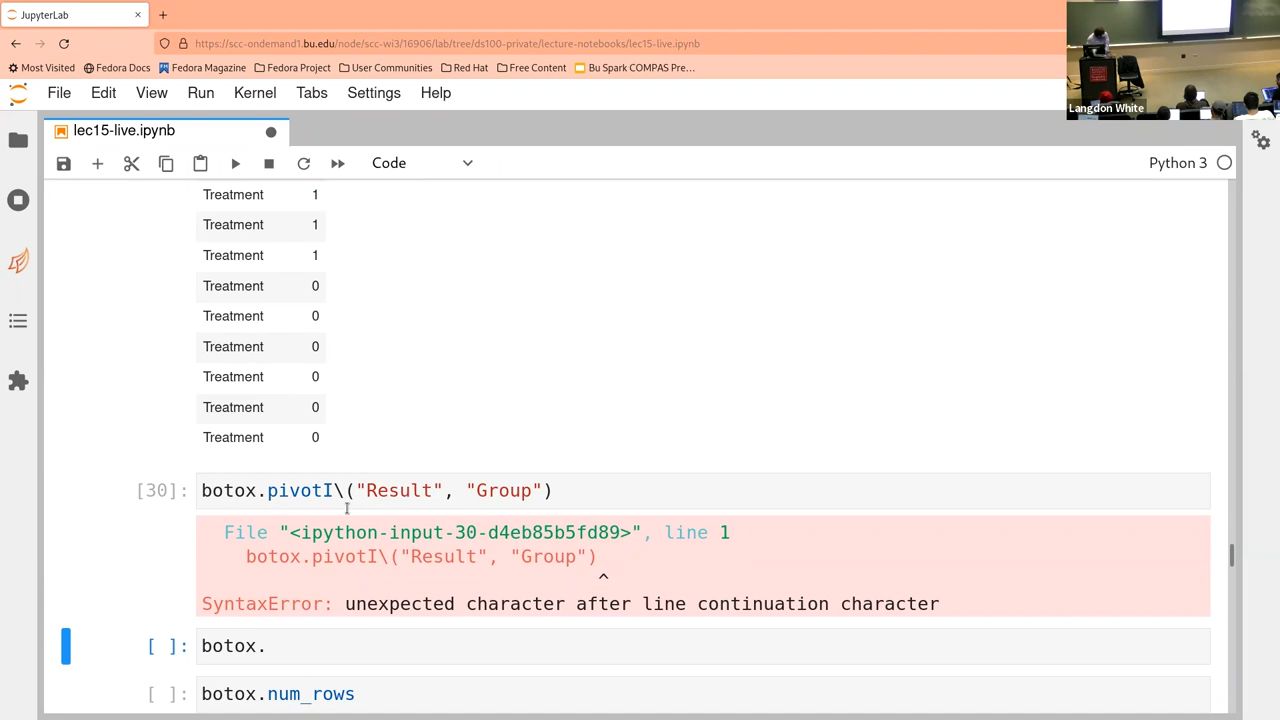 JupyterLab
https://scc-ondemand1.bu.edu/node/scc-wi3/16906/lab/tree/ds100-private/lecture-notebooks/lec15-live.ipynb
Most Visited Fedora Docs Fedora Magazine Fedora Project User Communities Red Hat Free Content Bu Spark COMPAS Pre…
Langdon White
File Edit View Run Kernel Tabs Settings Help
lec15-live.ipynb
Code Python 3
Treatment 1
Treatment 1
Treatment 1
Treatment 0
Treatment 0
Treatment 0
Treatment 0
Treatment 0
Treatment 0
[30]: botox.pivotI\("Result", "Group")
File "<ipython-input-30-d4eb85b5fd89>", line 1
botox.pivotI\("Result", "Group")
^
SyntaxError: unexpected character after line continuation character
[ ]: botox.
[ ]: botox.num_rows